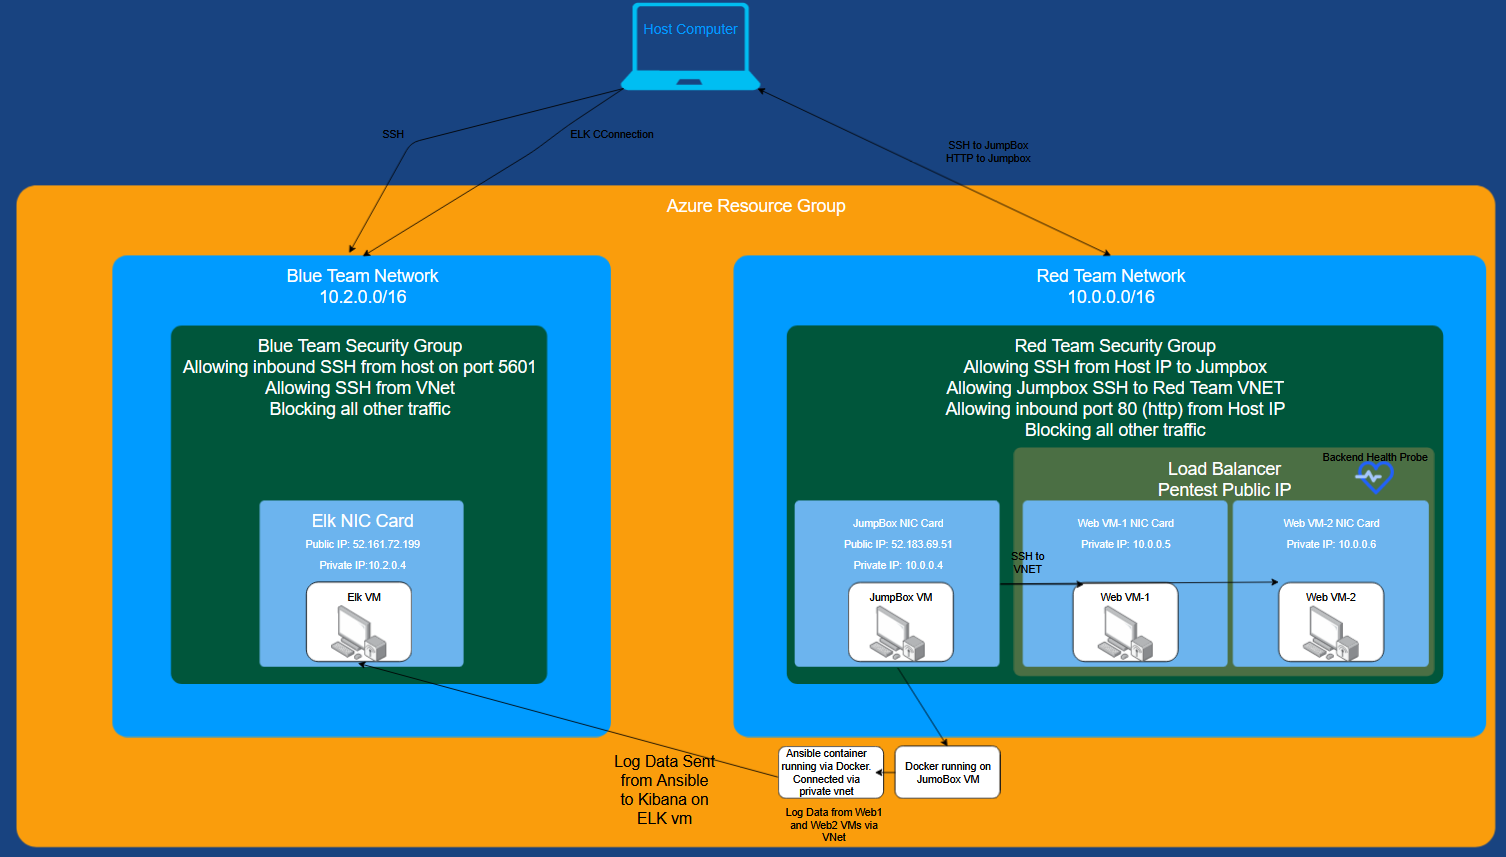 Host Computer
SSH
ELK CConnection
SSH to JumpBox
HTTP to Jumpbox
Azure Resource Group
Blue Team Network
10.2.0.0/16
Blue Team Security Group
Allowing inbound SSH from host on port 5601
Allowing SSH from VNet
Blocking all other traffic
Elk NIC Card
Public IP: 52.161.72.199
Private IP:10.2.0.4
Elk VM
Red Team Network
10.0.0.0/16
Red Team Security Group
Allowing SSH from Host IP to Jumpbox
Allowing Jumpbox SSH to Red Team VNET
Allowing inbound port 80 (http) from Host IP
Blocking all other traffic
Backend Health Probe
Load Balancer
Pentest Public IP
JumpBox NIC Card
Public IP: 52.183.69.51
Private IP: 10.0.0.4
JumpBox VM
SSH to
VNET
Web VM-1 NIC Card
Private IP: 10.0.0.5
Web VM-1
Web VM-2 NIC Card
Private IP: 10.0.0.6
Web VM-2
Log Data Sent
from Ansible
to Kibana on
ELK vm
Ansible container
running via Docker.
Connected via
private vnet
Docker running on
JumoBox VM
Log Data from Web1
and Web2 VMs via
VNet